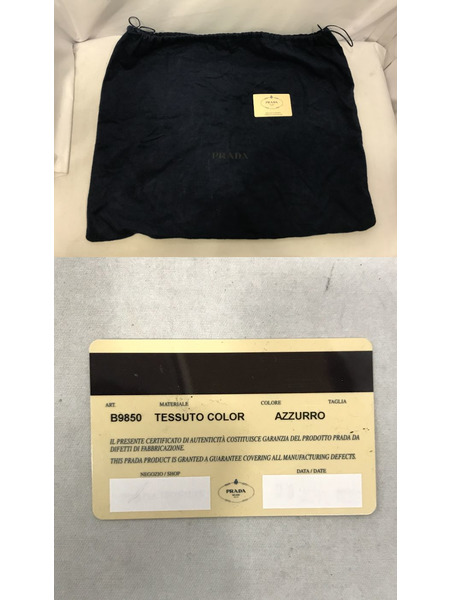 PRADA
ART. MATERIALE COLORE TAGLIA
B9850 TESSUTO COLOR AZZURRO
IL PRESENTE CERTIFICATO DI AUTENTICITÀ COSTITUISCE GARANZIA DEL PRODOTTO PRADA DA
DIFETTI DI FABBRICAZIONE.
THIS PRADA PRODUCT IS GRANTED A GUARANTEE COVERING ALL MANUFACTURING DEFECTS.
NEGOZIO / SHOP DATA / DATE
PRADA